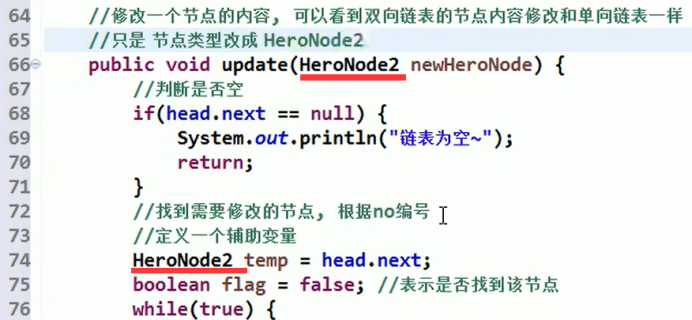 64 //修改一个节点的内容, 可以看到双向链表的节点内容修改和单向链表一样
65 //只是 节点类型改成 HeroNode2
66 public void update(HeroNode2 newHeroNode) {
67 //判断是否空
68 if(head.next == null) {
69 System.out.println("链表为空~");
70 return;
71 }
72 //找到需要修改的节点, 根据no编号
73 //定义一个辅助变量
74 HeroNode2 temp = head.next;
75 boolean flag = false; //表示是否找到该节点
76 while(true) {